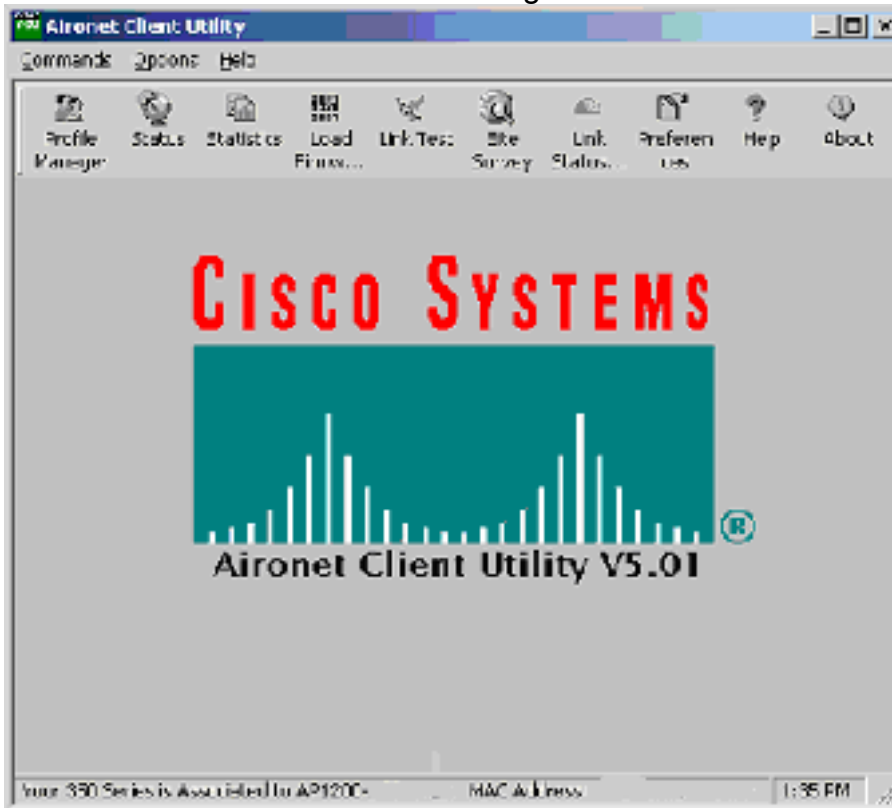 Aironet Client Utility
Commands Options Help
Profile Manager Status Statistics Load Firmw... Link Test Site Survey Link Status... Preferences Help About
CISCO SYSTEMS
®
Aironet Client Utility V5.01
Your 350 Series is Associated to AP1200- MAC Address 1:35 PM